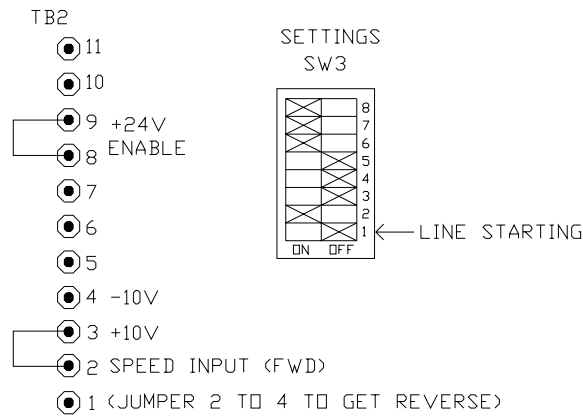 TB2
11
10
9 +24V
8 ENABLE
7
6
5
4 -10V
3 +10V
2 SPEED INPUT (FWD)
1 (JUMPER 2 TO 4 TO GET REVERSE)
SETTINGS
SW3
8
7
6
5
4
3
2
1 LINE STARTING
ON OFF